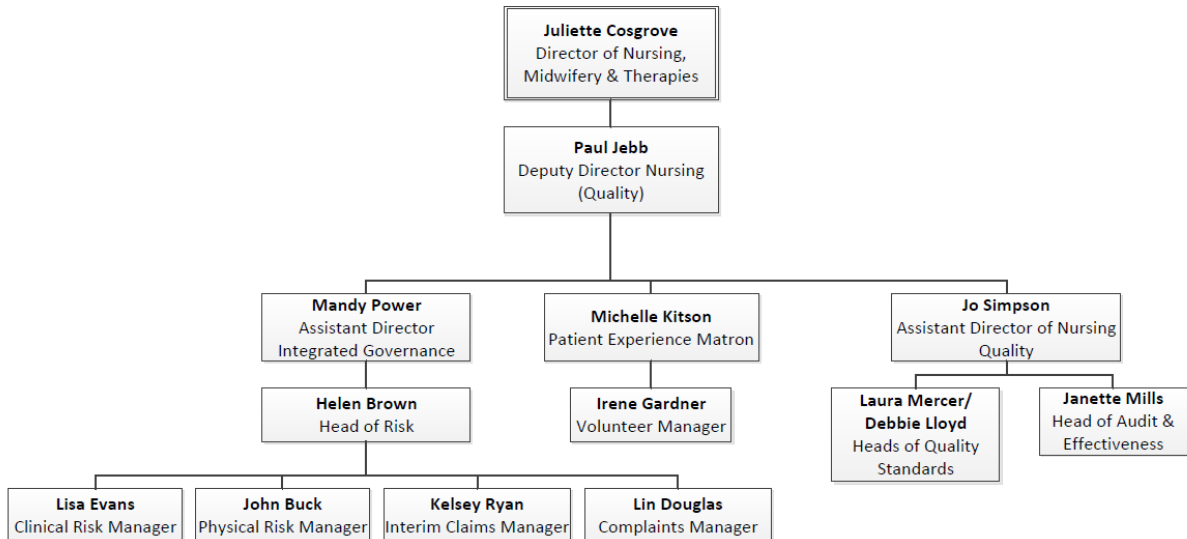 Juliette Cosgrove
Director of Nursing,
Midwifery & Therapies
Paul Jebb
Deputy Director Nursing
(Quality)
Mandy Power
Assistant Director
Integrated Governance
Michelle Kitson
Patient Experience Matron
Jo Simpson
Assistant Director of Nursing
Quality
Helen Brown
Head of Risk
Irene Gardner
Volunteer Manager
Laura Mercer/
Debbie Lloyd
Heads of Quality
Standards
Janette Mills
Head of Audit &
Effectiveness
Lisa Evans
Clinical Risk Manager
John Buck
Physical Risk Manager
Kelsey Ryan
Interim Claims Manager
Lin Douglas
Complaints Manager